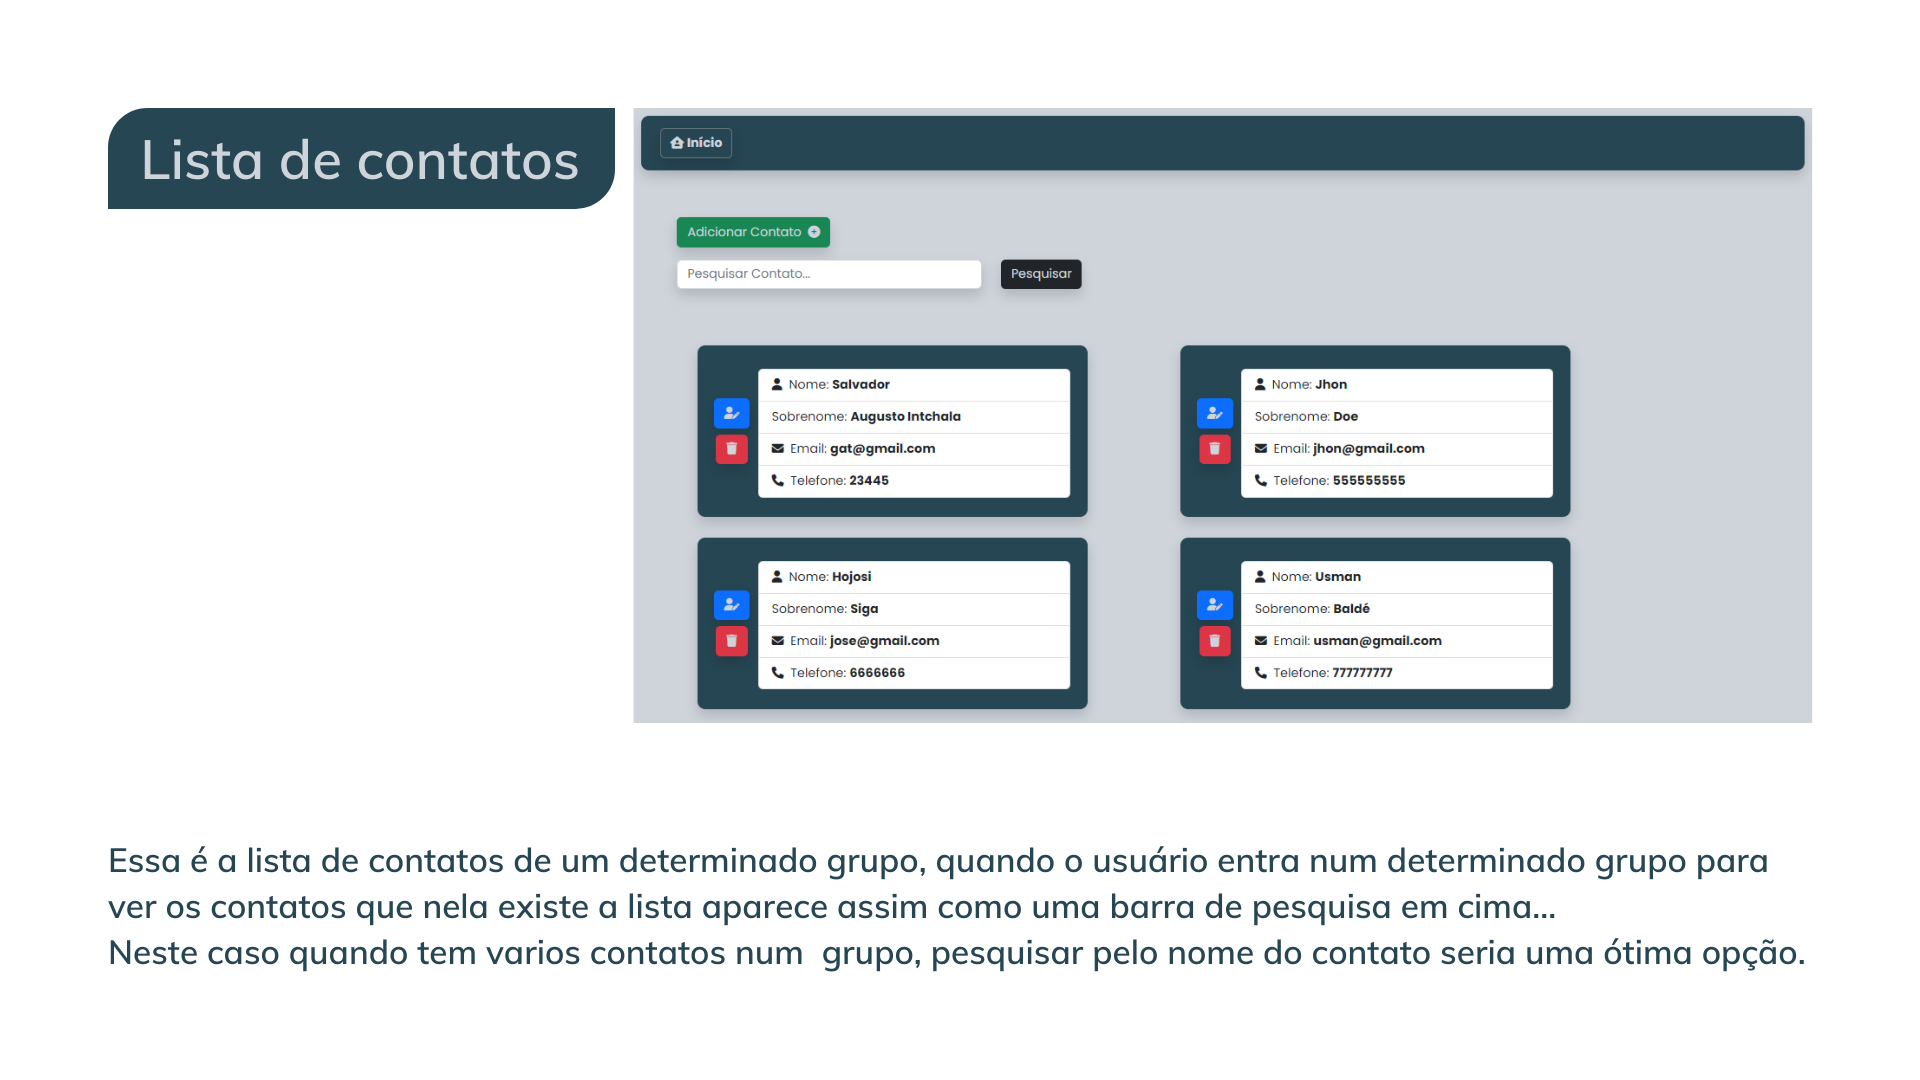 Lista de contatos
Início
Adicionar Contato
Pesquisar Contato...
Pesquisar
Nome: Salvador
Sobrenome: Augusto Intchala
Email: gat@gmail.com
Telefone: 23445
Nome: Jhon
Sobrenome: Doe
Email: jhon@gmail.com
Telefone: 555555555
Nome: Hojosi
Sobrenome: Siga
Email: jose@gmail.com
Telefone: 6666666
Nome: Usman
Sobrenome: Baldé
Email: usman@gmail.com
Telefone: 777777777
Essa é a lista de contatos de um determinado grupo, quando o usuário entra num determinado grupo para
ver os contatos que nela existe a lista aparece assim como uma barra de pesquisa em cima...
Neste caso quando tem varios contatos num  grupo, pesquisar pelo nome do contato seria uma ótima opção.